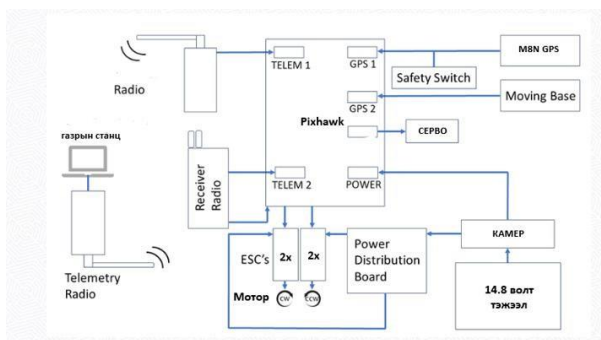 M8N GPS
TELEM 1
GPS 1
Safety Switch
Radio
GPS 2
Moving Base
Pixhawk
СЕРВО
газрын станц
Receiver
Radio
TELEM 2
POWER
ESC's
2x
2x
Power
Distribution
Board
КАМЕР
Telemetry
Radio
Мотор
CW
CCW
14.8 волт
тэжээл